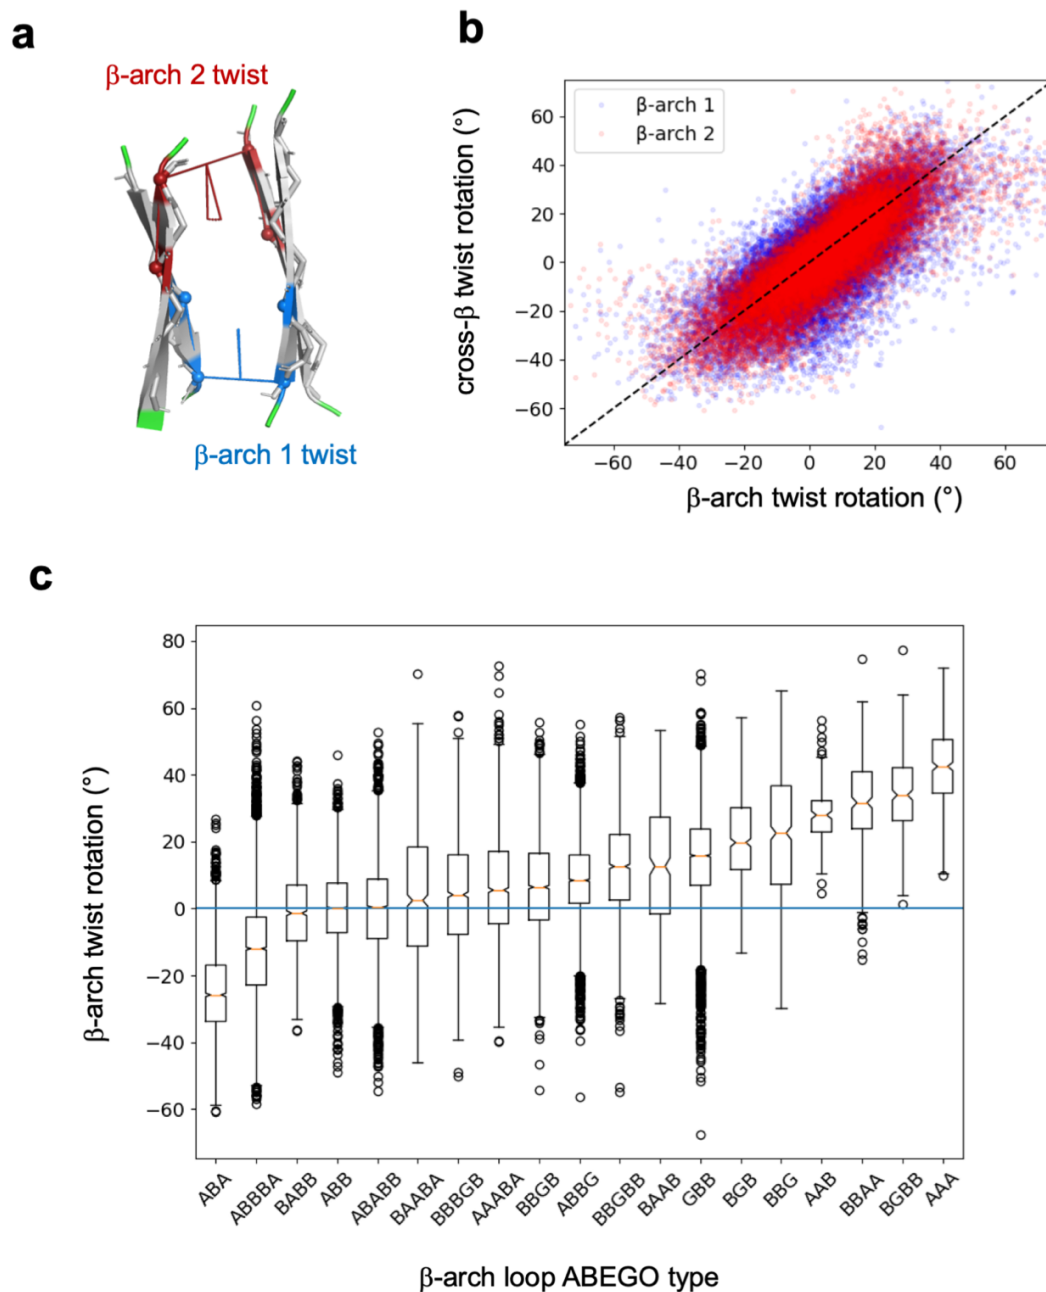 a
β-arch 2 twist
β-arch 1 twist
b
cross-β twist rotation (°)
60
40
20
0
−20
−40
−60
β-arch 1
β-arch 2
−60 −40 −20 0 20 40 60
β-arch twist rotation (°)
c
β-arch twist rotation (°)
80
60
40
20
0
−20
−40
−60
ABA ABBBA BABB ABB ABABB BAABA BBBGB AAABA BBGB ABBG BBGBB BAAB GBB BGB BBG AAB BBAA BGBB AAA
β-arch loop ABEGO type